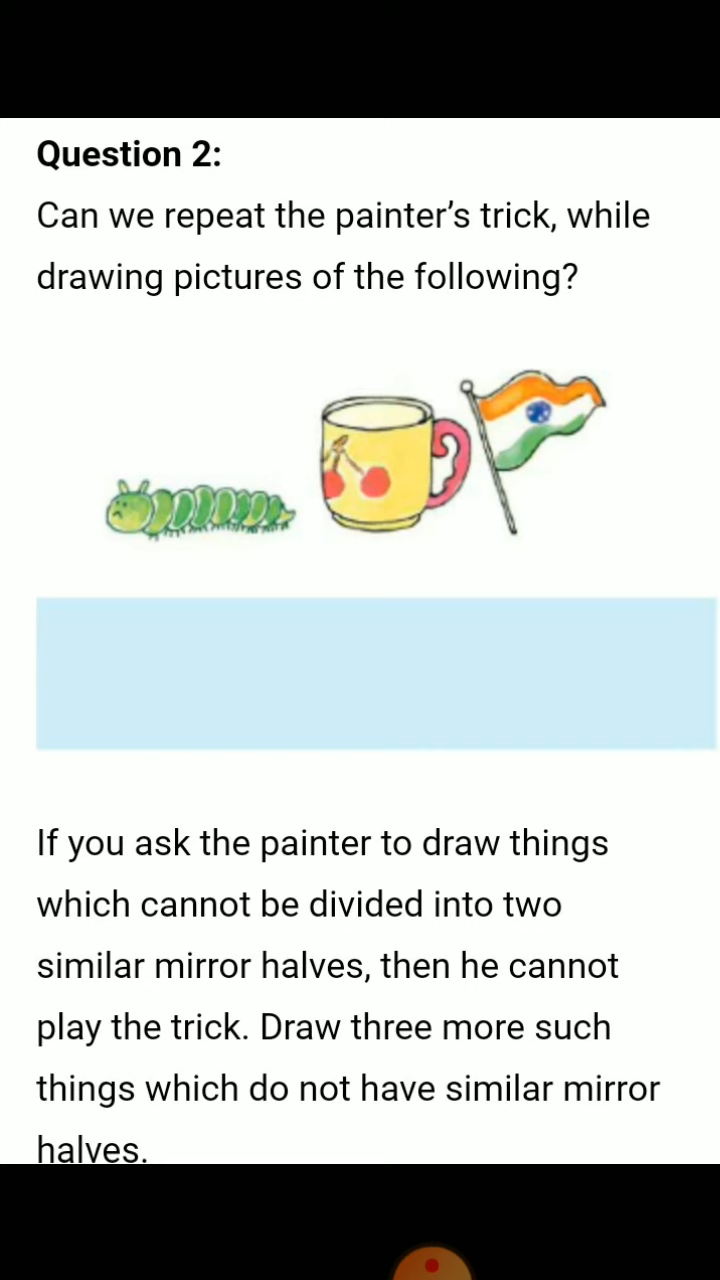 Question 2:
Can we repeat the painter’s trick, while
drawing pictures of the following?
If you ask the painter to draw things
which cannot be divided into two
similar mirror halves, then he cannot
play the trick. Draw three more such
things which do not have similar mirror
halves.